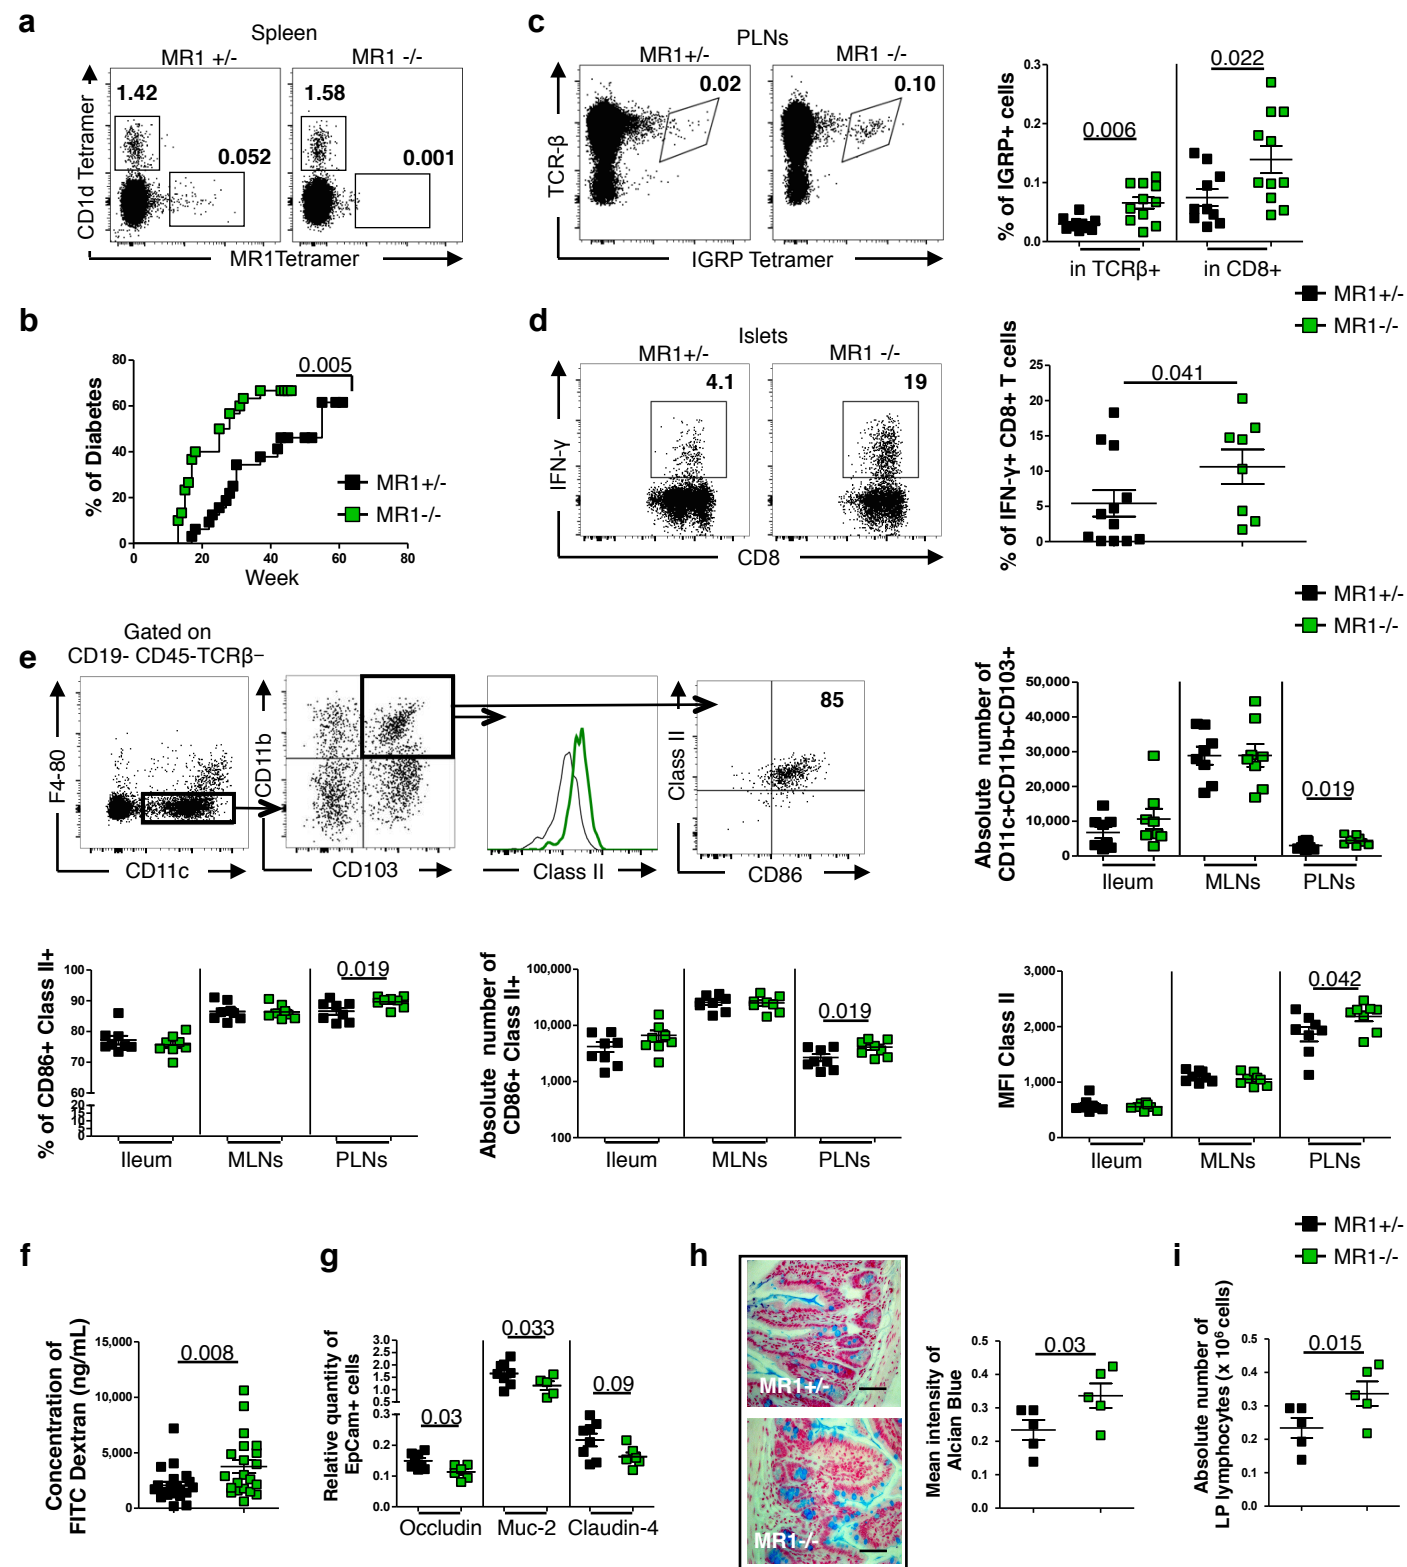 a
Spleen
MR1 +/-
MR1 -/-
CD1d Tetramer
1.42
0.052
1.58
0.001
MR1Tetramer
c
PLNs
MR1+/-
MR1 -/-
TCR-β
0.02
0.10
IGRP Tetramer
% of IGRP+ cells
0.3
0.2
0.1
0.0
0.006
0.022
in TCRβ+
in CD8+
MR1+/-
MR1-/-
b
% of Diabetes
80
60
40
20
0
0.005
MR1+/-
MR1-/-
0
20
40
60
80
Week
d
Islets
MR1+/-
MR1 -/-
IFN-γ
4.1
19
CD8
% of IFN-γ+ CD8+ T cells
25
20
15
10
5
0
0.041
MR1+/-
MR1-/-
e
Gated on
CD19- CD45-TCRβ–
F4-80
CD11c
CD11b
CD103
Class II
Class II
85
CD86
Absolute number of
CD11c+CD11b+CD103+
50,000
40,000
30,000
20,000
10,000
0
0.019
Ileum
MLNs
PLNs
% of CD86+ Class II+
100
90
80
70
60
20
15
10
5
0
0.019
Ileum
MLNs
PLNs
Absolute number of
CD86+ Class II+
100,000
10,000
1,000
100
0.019
Ileum
MLNs
PLNs
MFI Class II
3,000
2,000
1,000
0
0.042
Ileum
MLNs
PLNs
MR1+/-
MR1-/-
f
Concentration of
FITC Dextran (ng/mL)
15,000
10,000
5,000
0
0.008
g
Relative quantity of
EpCam+ cells
3.0
2.5
2.0
1.5
1.0
0.5
0.3
0.2
0.1
0.0
0.03
0.033
0.09
Occludin
Muc-2
Claudin-4
h
MR1+/-
MR1-/-
Mean intensity of
Alcian Blue
0.5
0.4
0.3
0.2
0.1
0.0
0.03
i
Absolute number of
LP lymphocytes (x 10⁶ cells)
0.5
0.4
0.3
0.2
0.1
0.0
0.015